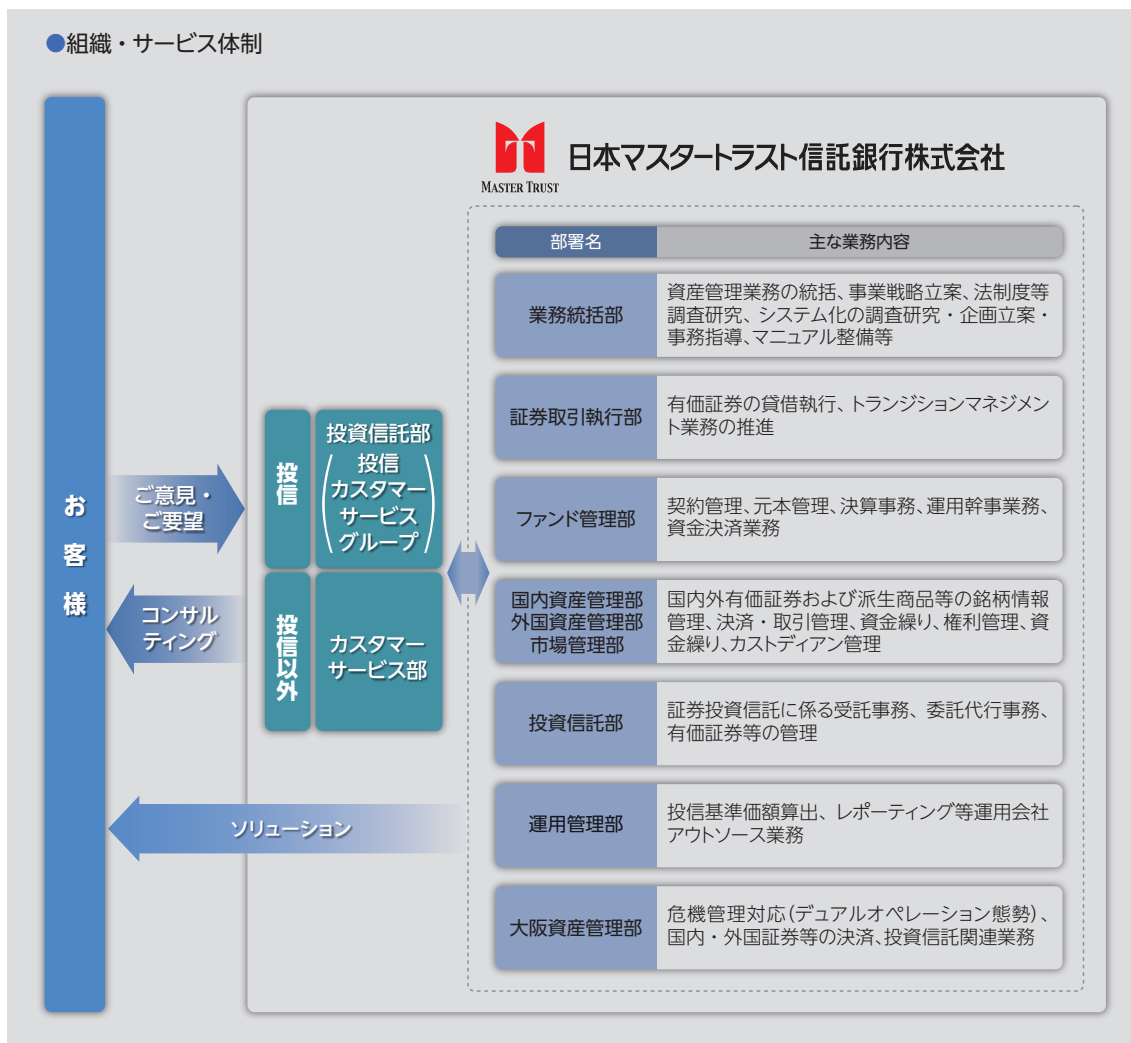 ●組織・サービス体制
MASTER TRUST
日本マスタートラスト信託銀行株式会社
部署名
主な業務内容
業務統括部
資産管理業務の統括、事業戦略立案、法制度等
調査研究、システム化の調査研究・企画立案・
事務指導、マニュアル整備等
証券取引執行部
有価証券の貸借執行、トランジションマネジメン
ト業務の推進
ファンド管理部
契約管理、元本管理、決算事務、運用幹事業務、
資金決済業務
国内資産管理部
外国資産管理部
市場管理部
国内外有価証券および派生商品等の銘柄情報
管理、決済・取引管理、資金繰り、権利管理、資
金繰り、カストディアン管理
投資信託部
証券投資信託に係る受託事務、委託代行事務、
有価証券等の管理
運用管理部
投信基準価額算出、レポーティング等運用会社
アウトソース業務
大阪資産管理部
危機管理対応(デュアルオペレーション態勢)、
国内・外国証券等の決済、投資信託関連業務
お客様
ご意見・
ご要望
コンサル
ティング
ソリューション
投信
投資信託部
(投信
カスタマー
サービス
グループ)
投信以外
カスタマー
サービス部